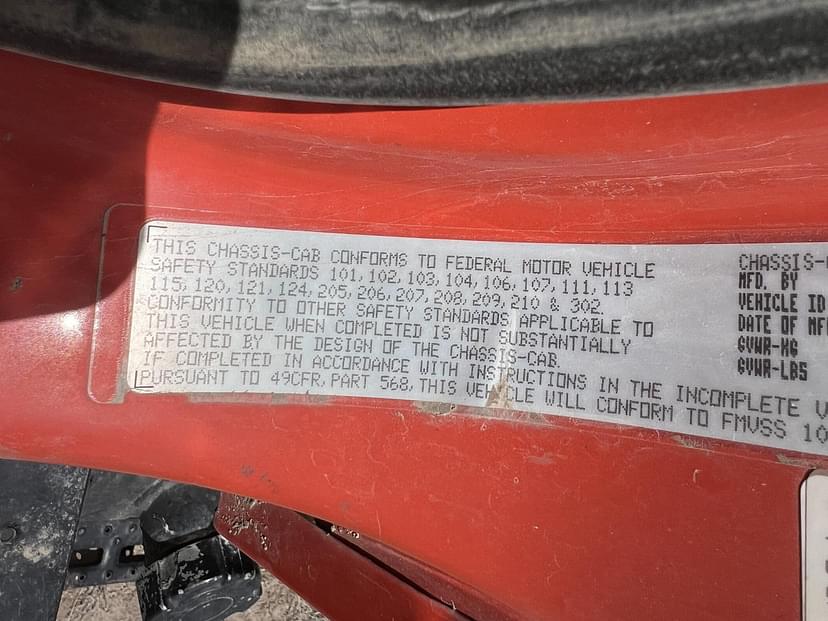 THIS CHASSIS-CAB CONFORMS TO FEDERAL MOTOR VEHICLE
SAFETY STANDARDS 101, 102, 103, 104, 106, 107, 111, 113
115, 120, 121, 124, 205, 206, 207, 208, 209, 210 & 302.
CONFORMITY TO OTHER SAFETY STANDARDS APPLICABLE TO
THIS VEHICLE WHEN COMPLETED IS NOT SUBSTANTIALLY
AFFECTED BY THE DESIGN OF THE CHASSIS-CAB.
IF COMPLETED IN ACCORDANCE WITH INSTRUCTIONS IN THE INCOMPLETE V
PURSUANT TO 49CFR, PART 568, THIS VEHICLE WILL CONFORM TO FMVSS 10
CHASSIS-
MFD. BY
VEHICLE ID
DATE OF MF
GVWR-KG
GVWR-LBS